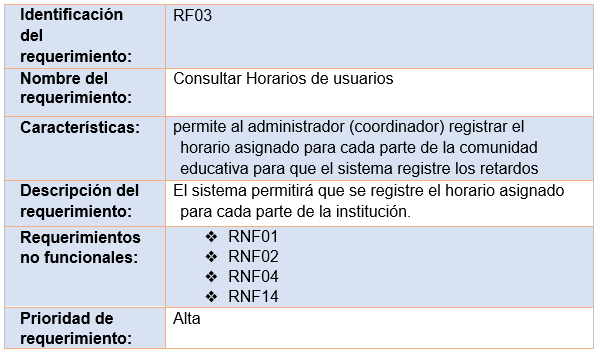 Identificación RF03
del
requerimiento:
Nombre del Consultar Horarios de usuarios
requerimiento:
Características: permite al administrador (coordinador) registrar el
horario asignado para cada parte de la comunidad
educativa para que el sistema registre los retardos
Descripción del El sistema permitirá que se registre el horario asignado
requerimiento: para cada parte de la institución.
Requerimientos ❖ RNF01
no funcionales: ❖ RNF02
❖ RNF04
❖ RNF14
Prioridad de Alta
requerimiento: